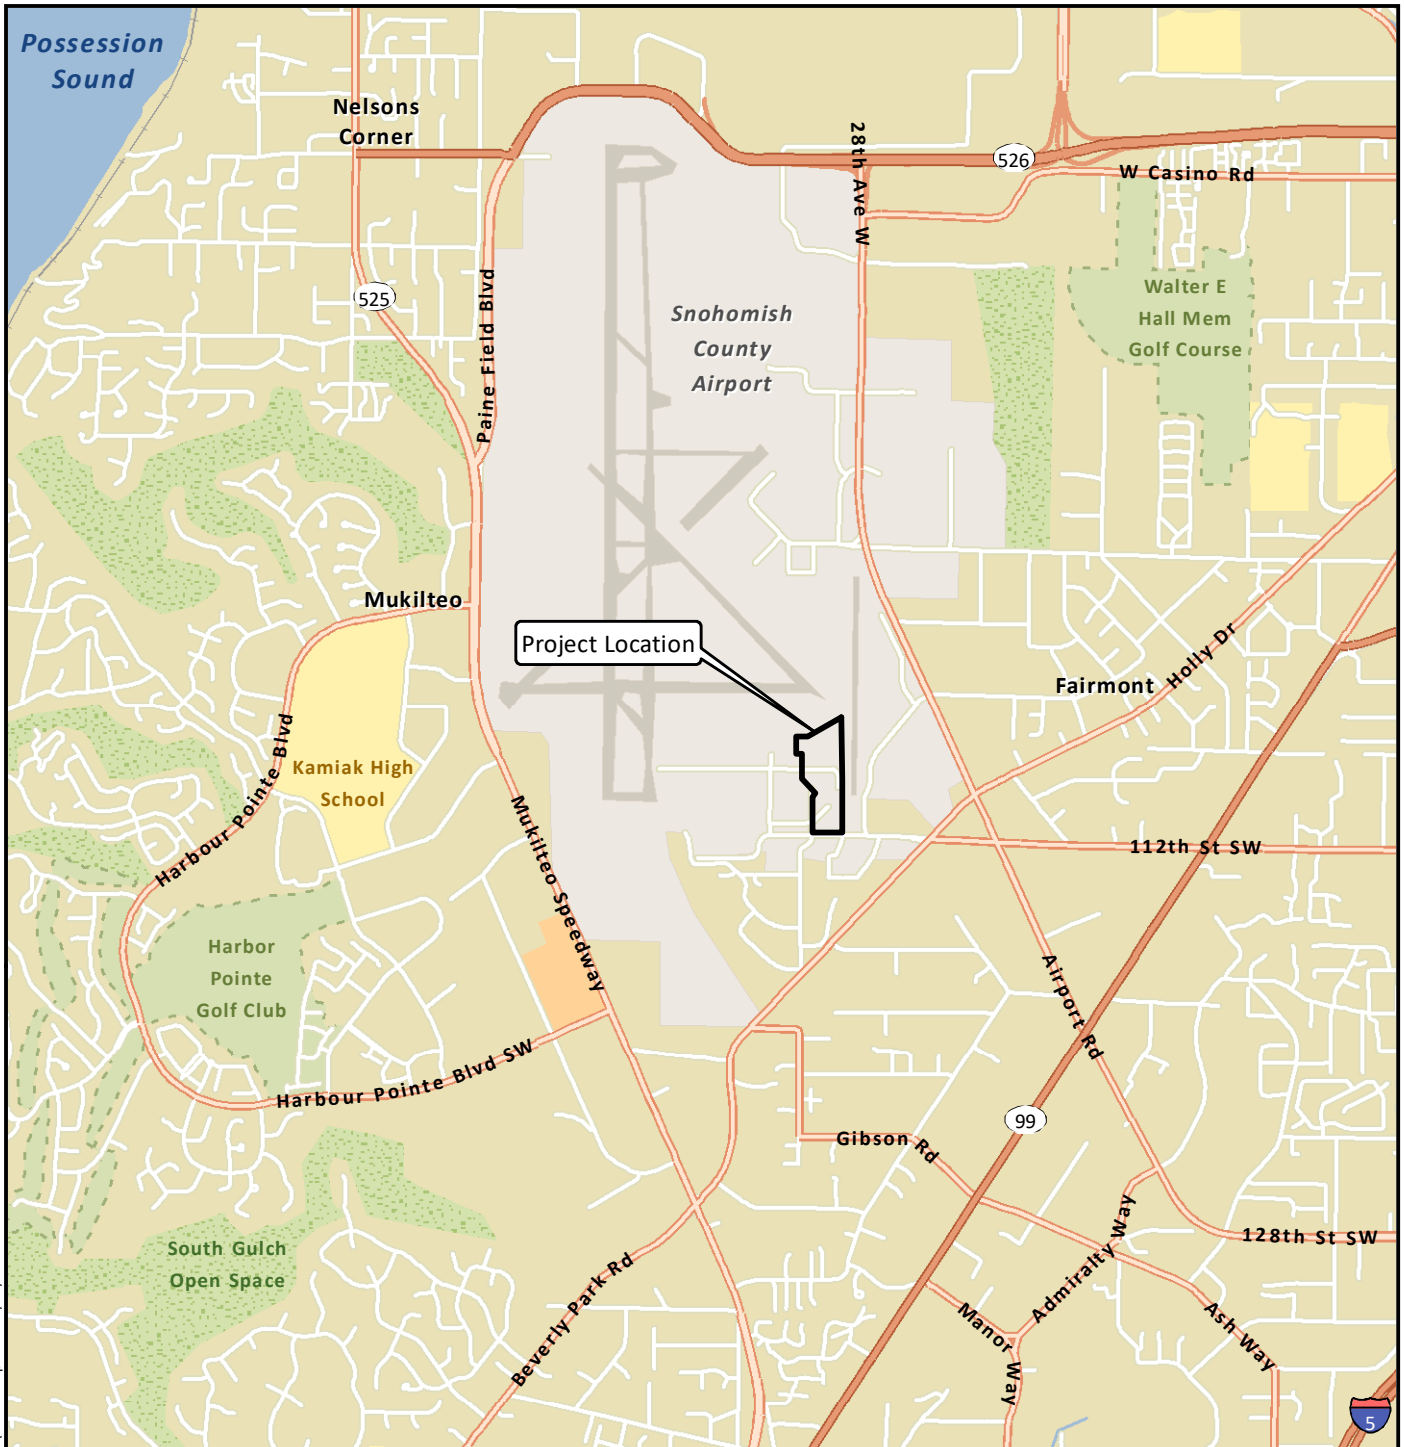 Possession
Sound
Nelsons
Corner
28th Ave W
526
W Casino Rd
525
Paine Field Blvd
Snohomish
County
Airport
Walter E
Hall Mem
Golf Course
Mukilteo
Project Location
Fairmont
Holly Dr
Harbour Pointe Blvd
Kamiak High
School
Mukilteo Speedway
112th St SW
Harbor
Pointe
Golf Club
Airport Rd
Harbour Pointe Blvd SW
99
Gibson Rd
South Gulch
Open Space
Beverly Park Rd
Admiralty Way
128th St SW
Manor Way
Ash Way
5